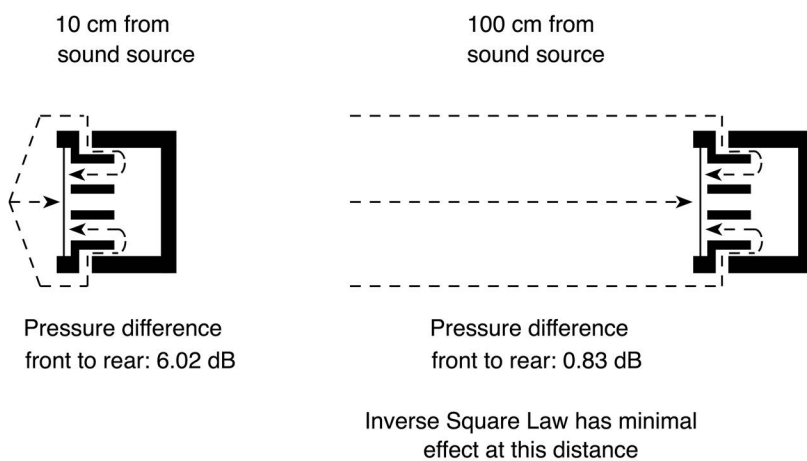 10 cm from
sound source
100 cm from
sound source
Pressure difference
front to rear: 6.02 dB
Pressure difference
front to rear: 0.83 dB
Inverse Square Law has minimal
effect at this distance